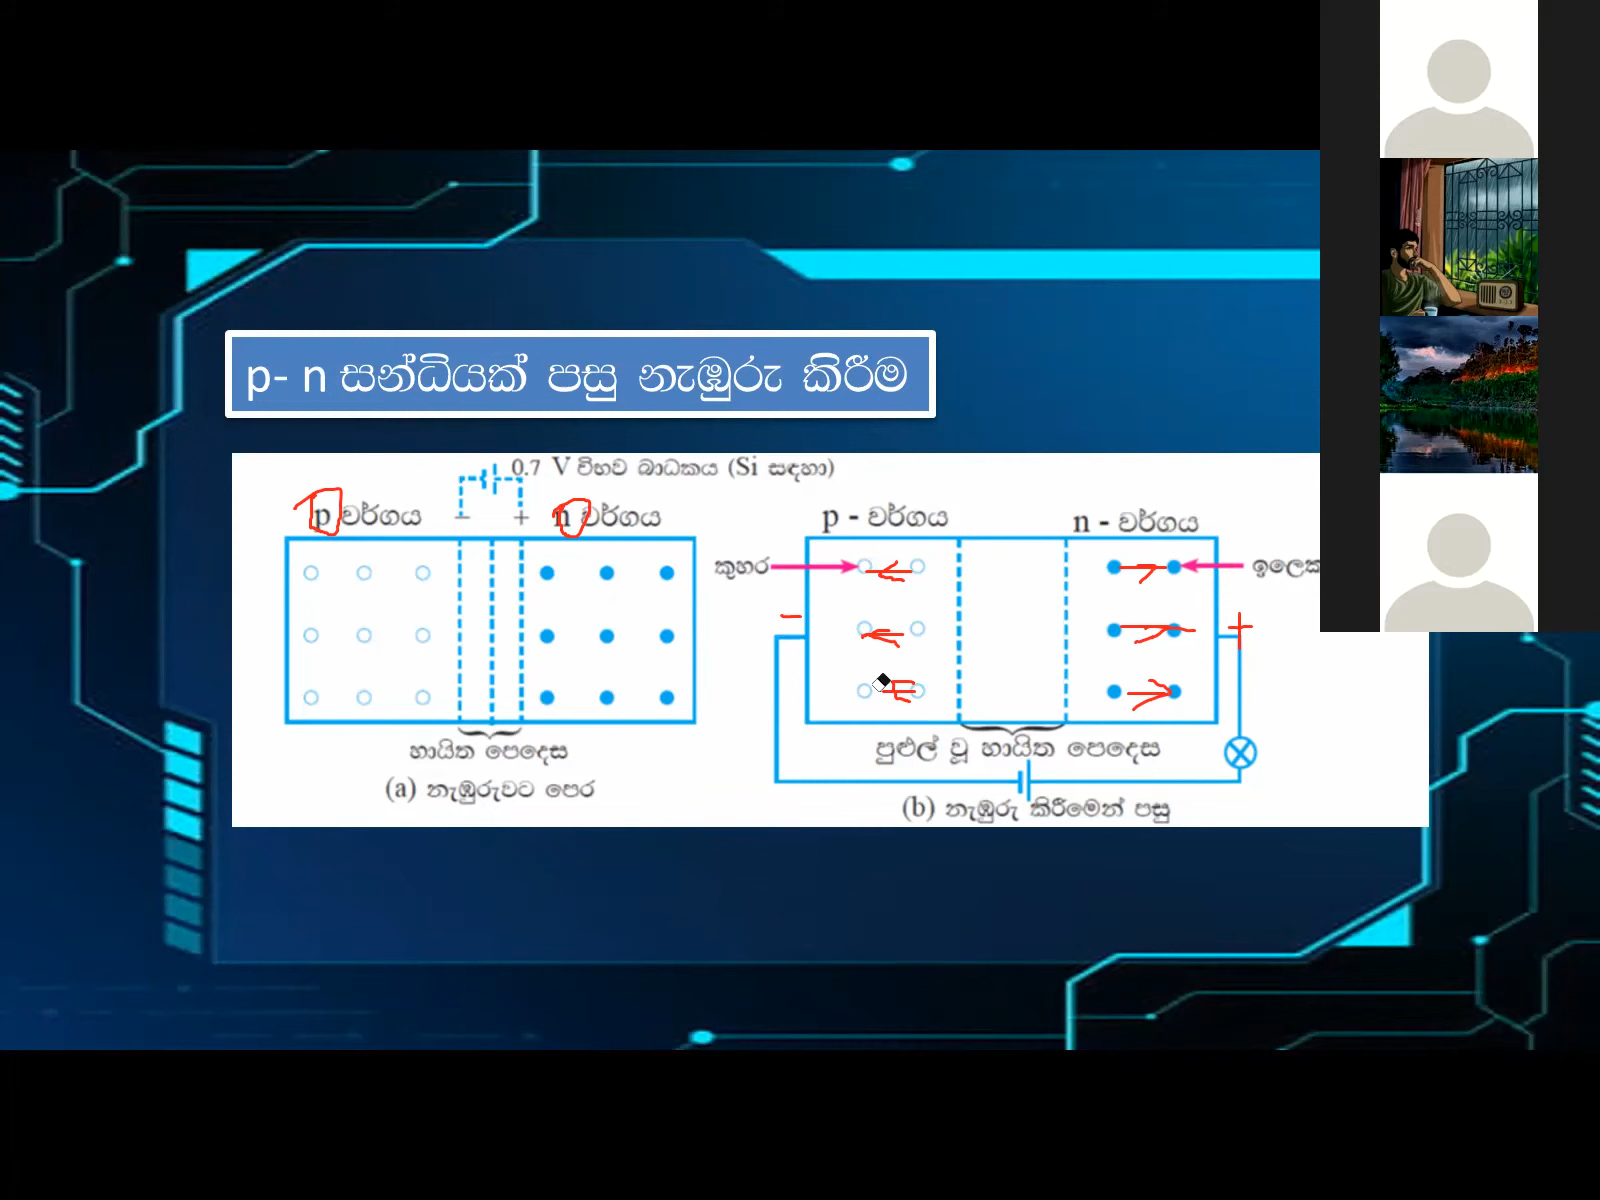 p- n සන්ධියක් පසු නැඹුරු කිරීම
0.7 V විභව බාධකය (Si සඳහා)
p වර්ගය − + n වර්ගය
p - වර්ගය
n - වර්ගය
කුහර
ඉලෙක
−
+
හායිත පෙදෙස
(a) නැඹුරුවට පෙර
පුළුල් වූ හායිත පෙදෙස
(b) නැඹුරු කිරීමෙන් පසු